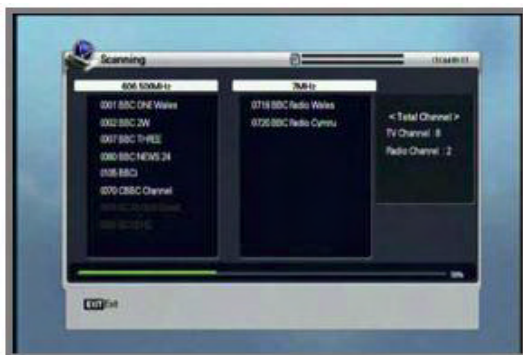 Scanning
606.500MHz
7MHz
0001 BBC ONE Wales
0002 BBC 2W
0007 BBC THREE
0080 BBC NEWS 24
0105 BBCi
0070 CBBC Channel
0719 BBC Radio Wales
0720 BBC Radio Cymru
< Total Channel >
TV Channel : 8
Radio Channel : 2
EXIT Exit